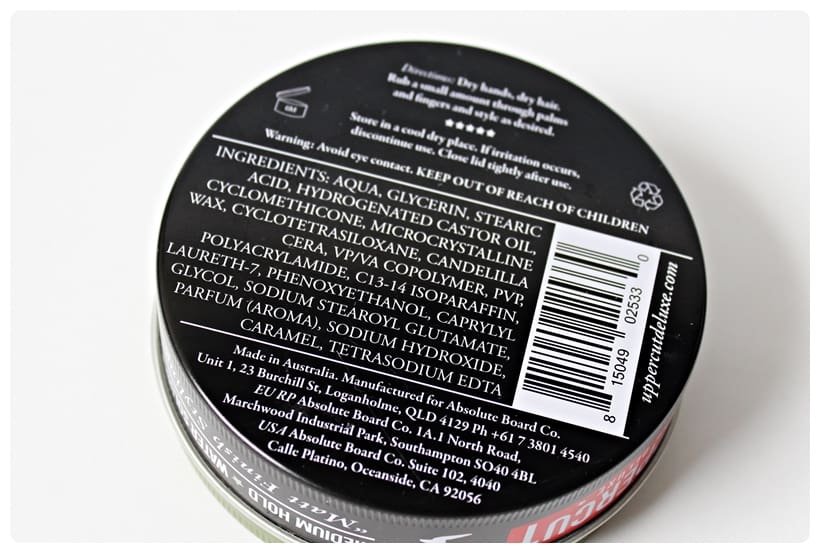 Directions: Dry hands, dry hair.
Rub a small amount through palms
and fingers and style as desired.
★★★★★
Store in a cool dry place. If irritation occurs,
discontinue use. Close lid tightly after use.
Warning: Avoid eye contact. KEEP OUT OF REACH OF CHILDREN
INGREDIENTS: AQUA, GLYCERIN, STEARIC
ACID, HYDROGENATED CASTOR OIL,
CYCLOMETHICONE, MICROCRYSTALLINE
WAX, CYCLOTETRASILOXANE, CANDELILLA
CERA, VP/VA COPOLYMER, PVP,
POLYACRYLAMIDE, C13-14 ISOPARAFFIN,
LAURETH-7, PHENOXYETHANOL, CAPRYLYL
GLYCOL, SODIUM STEAROYL GLUTAMATE,
PARFUM (AROMA), SODIUM HYDROXIDE,
CARAMEL, TETRASODIUM EDTA
8 15049 02533 0
uppercutdeluxe.com
Made in Australia. Manufactured for Absolute Board Co.
Unit 1, 23 Burchill St, Loganholme, QLD 4129 Ph +61 7 3801 4540
EU RP Absolute Board Co. 1A.1 North Road,
Marchwood Industrial Park, Southampton SO40 4BL
USA Absolute Board Co. Suite 102, 4040
Calle Platino, Oceanside, CA 92056
"Matt Finish
MEDIUM HOLD ★
ERCUT